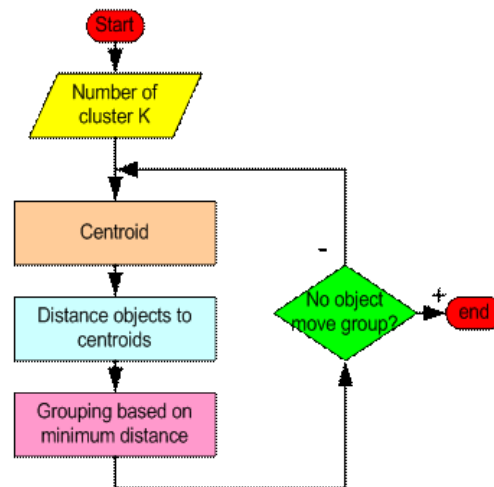 Start
Number of
cluster K
Centroid
Distance objects to
centroids
Grouping based on
minimum distance
-
No object
move group?
+
end